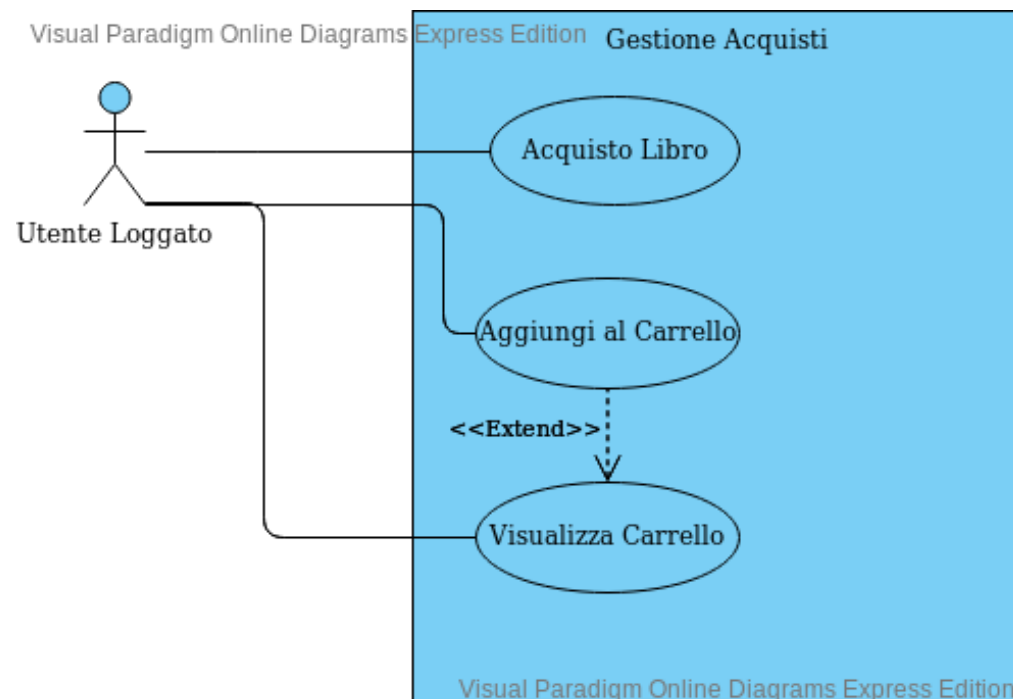 Visual Paradigm Online Diagrams Express Edition
Gestione Acquisti
Acquisto Libro
Utente Loggato
Aggiungi al Carrello
<<Extend>>
Visualizza Carrello
Visual Paradigm Online Diagrams Express Edition